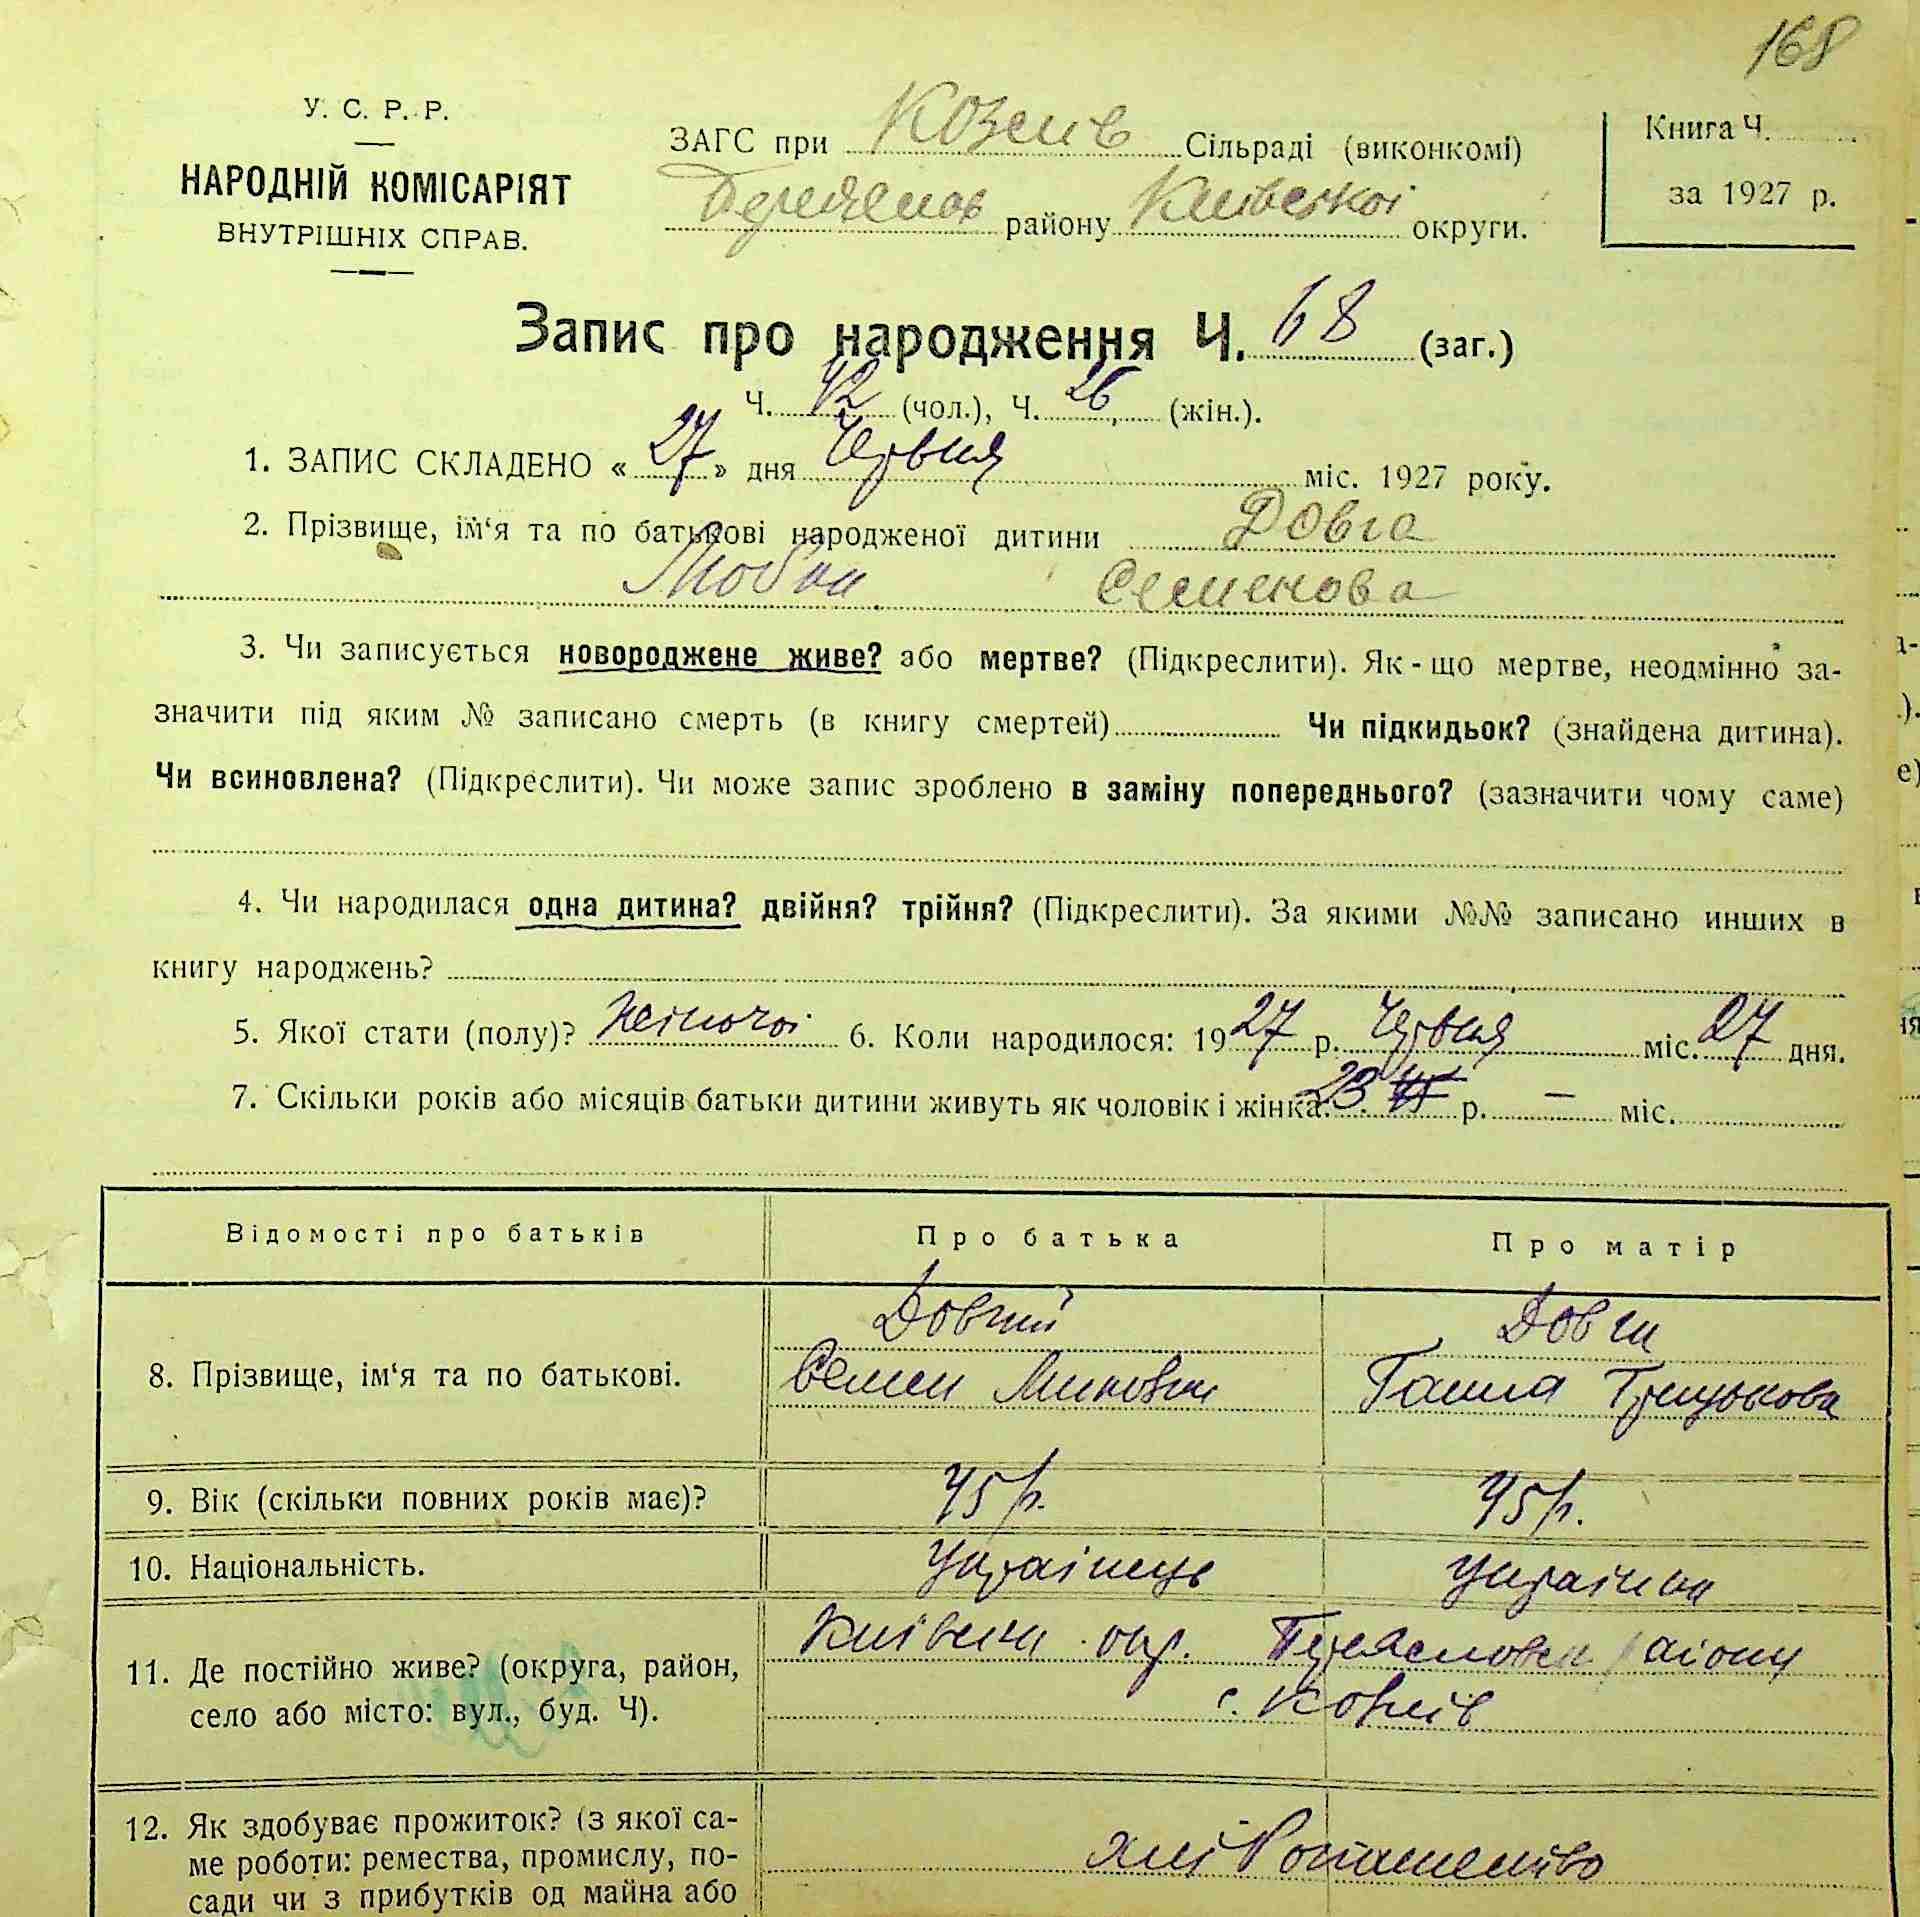 168
У. С. Р. Р.
НАРОДНІЙ КОМІСАРІЯТ
ВНУТРІШНІХ СПРАВ.
ЗАГС при Козлів Сільраді (виконкомі)
району Київської округи.
Книга Ч.
за 1927 р.
Запис про народження Ч. 68 (заг.)
Ч. 42 (чол.), Ч. 26 (жін.).
1. ЗАПИС СКЛАДЕНО « 27 » дня Червня міс. 1927 року.
2. Прізвище, ім‘я та по батькові народженої дитини Довга
Любов Семенова
3. Чи записується новороджене живе? або мертве? (Підкреслити). Як-що мертве, неодмінно за-
значити під яким № записано смерть (в книгу смертей) Чи підкидьок? (знайдена дитина).
Чи всиновлена? (Підкреслити). Чи може запис зроблено в заміну попереднього? (зазначити чому саме)
4. Чи народилася одна дитина? двійня? трійня? (Підкреслити). За якими №№ записано инших в
книгу народжень?
5. Якої стати (полу)? Жіночої 6. Коли народилося: 1927 р. Червня міс. 27 дня.
7. Скільки років або місяців батьки дитини живуть як чоловік і жінка: 23 р. — міс.
Відомості про батьків Про батька Про матір
Довгий Довга
8. Прізвище, ім‘я та по батькові. Семен Ганна Грицькова
9. Вік (скільки повних років має)? 45 р. 45 р.
10. Національність. Українець Українка
11. Де постійно живе? (округа, район, окр. району
село або місто: вул., буд. Ч). с. Козлів
12. Як здобуває прожиток? (з якої са-
ме роботи: ремества, промислу, по- хліборобство
сади чи з прибутків од майна або